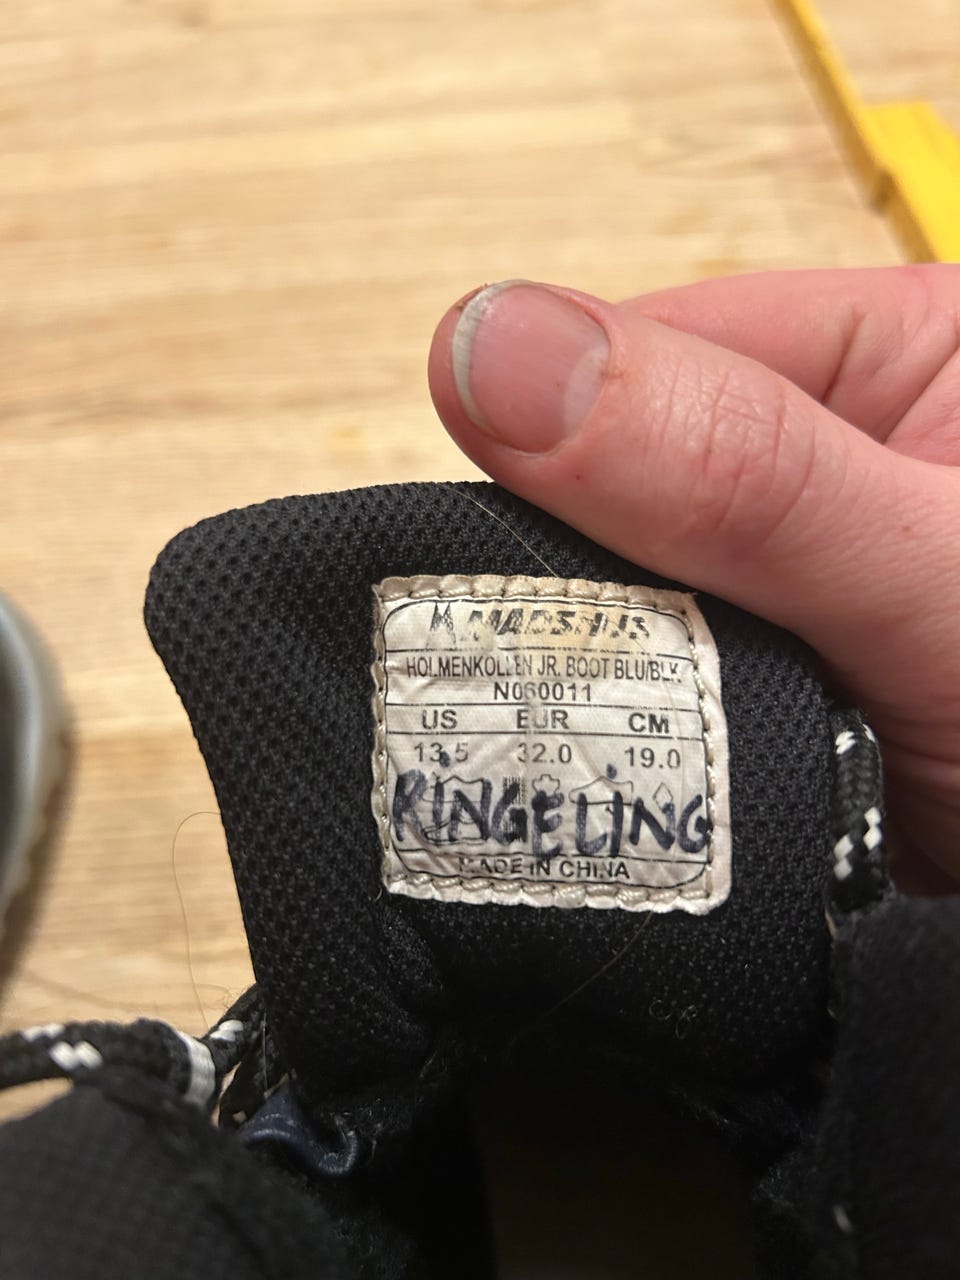 MADSHUS
HOLMENKOLLEN JR. BOOT BLU/BLK
N060011
US EUR CM
13.5 32.0 19.0
RiNGELiNG
MADE IN CHINA